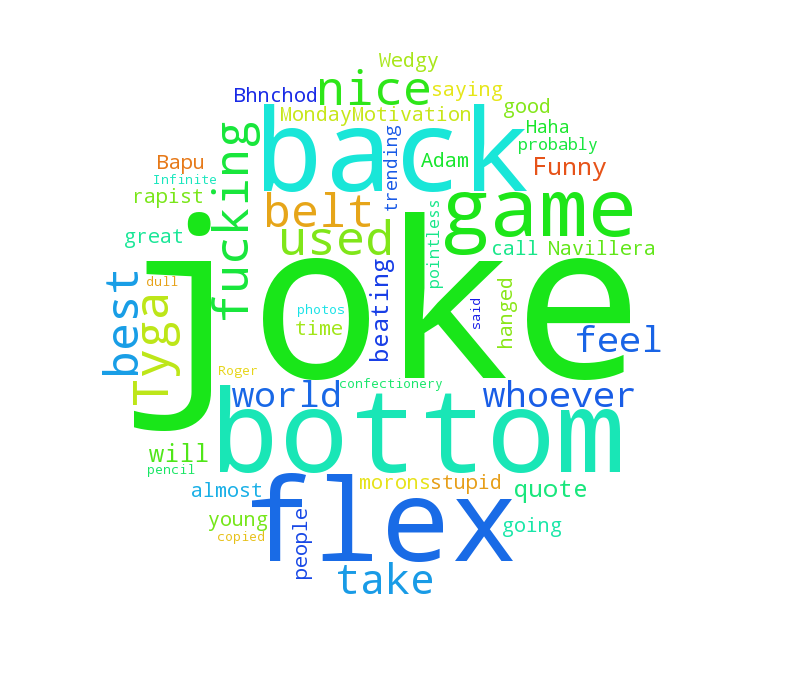 Wedgy
nice
saying
Bhnchod
MondayMotivation
good
back
Haha
probably
trending
Adam
Funny
Bapu
Infinite
rapist
fucking
belt
game
great
used
pointless
call
Navillera
joke
best
Tyga
dull
beating
photos
time
said
hanged
feel
Roger
confectionery
world
whoever
bottom
will
pencil
flex
morons
stupid
almost
quote
young
people
going
copied
take